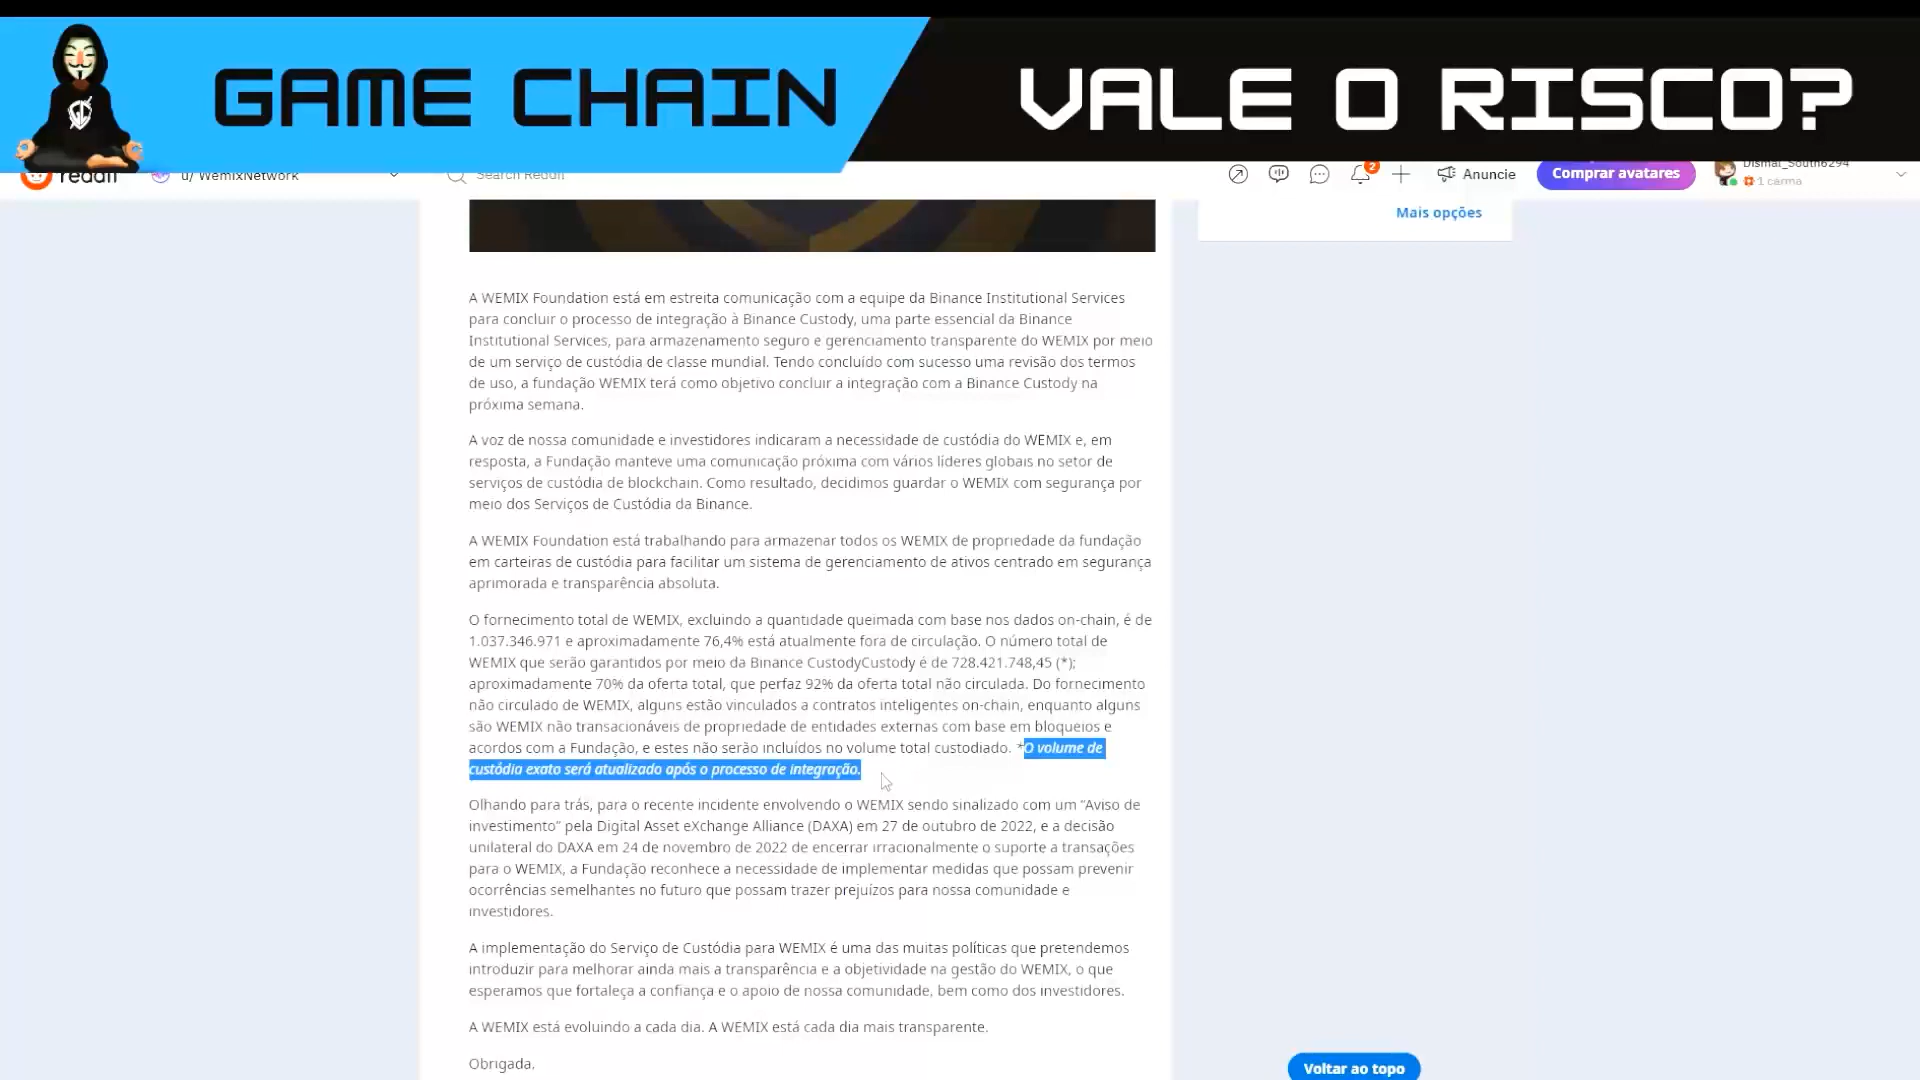 GAME CHAIN
VALE O RISCO?
reddit
u/ WemixNetwork
Search Reddit
2
Anuncie
Comprar avatares
Dismal_South6294
1 carma
Mais opções
A WEMIX Foundation está em estreita comunicação com a equipe da Binance Institutional Services
para concluir o processo de integração à Binance Custody, uma parte essencial da Binance
Institutional Services, para armazenamento seguro e gerenciamento transparente do WEMIX por meio
de um serviço de custódia de classe mundial. Tendo concluído com sucesso uma revisão dos termos
de uso, a fundação WEMIX terá como objetivo concluir a integração com a Binance Custody na
próxima semana.
A voz de nossa comunidade e investidores indicaram a necessidade de custódia do WEMIX e, em
resposta, a Fundação manteve uma comunicação próxima com vários líderes globais no setor de
serviços de custódia de blockchain. Como resultado, decidimos guardar o WEMIX com segurança por
meio dos Serviços de Custódia da Binance.
A WEMIX Foundation está trabalhando para armazenar todos os WEMIX de propriedade da fundação
em carteiras de custódia para facilitar um sistema de gerenciamento de ativos centrado em segurança
aprimorada e transparência absoluta.
O fornecimento total de WEMIX, excluindo a quantidade queimada com base nos dados on-chain, é de
1.037.346.971 e aproximadamente 76,4% está atualmente fora de circulação. O número total de
WEMIX que serão garantidos por meio da Binance CustodyCustody é de 728.421.748,45 (*);
aproximadamente 70% da oferta total, que perfaz 92% da oferta total não circulada. Do fornecimento
não circulado de WEMIX, alguns estão vinculados a contratos inteligentes on-chain, enquanto alguns
são WEMIX não transacionáveis de propriedade de entidades externas com base em bloqueios e
acordos com a Fundação, e estes não serão incluídos no volume total custodiado. *O volume de
custódia exato será atualizado após o processo de integração.
Olhando para trás, para o recente incidente envolvendo o WEMIX sendo sinalizado com um “Aviso de
investimento” pela Digital Asset eXchange Alliance (DAXA) em 27 de outubro de 2022, e a decisão
unilateral do DAXA em 24 de novembro de 2022 de encerrar irracionalmente o suporte a transações
para o WEMIX, a Fundação reconhece a necessidade de implementar medidas que possam prevenir
ocorrências semelhantes no futuro que possam trazer prejuízos para nossa comunidade e
investidores.
A implementação do Serviço de Custódia para WEMIX é uma das muitas políticas que pretendemos
introduzir para melhorar ainda mais a transparência e a objetividade na gestão do WEMIX, o que
esperamos que fortaleça a confiança e o apoio de nossa comunidade, bem como dos investidores.
A WEMIX está evoluindo a cada dia. A WEMIX está cada dia mais transparente.
Obrigada,
Voltar ao topo